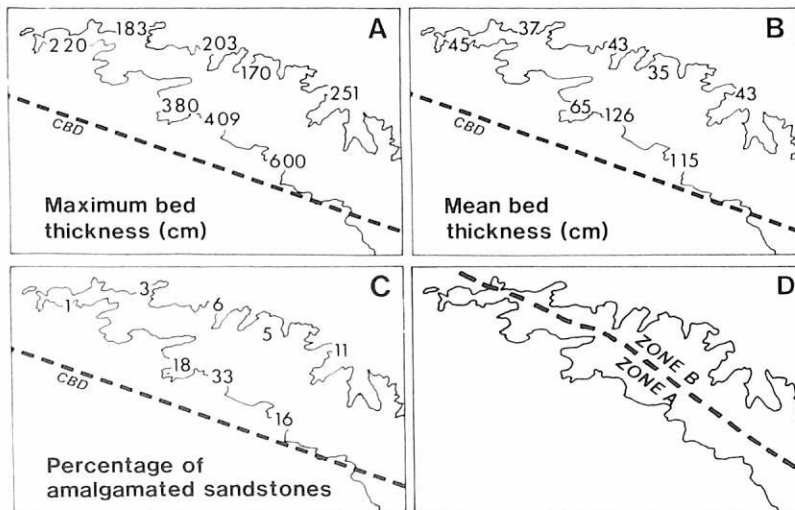 A
183
220
203
170
251
380
409
600
CBD
Maximum bed
thickness (cm)
B
37
45
43
35
43
65
126
115
CBD
Mean bed
thickness (cm)
C
3
1
6
5
11
18
33
16
CBD
Percentage of
amalgamated sandstones
D
ZONE B
ZONE A